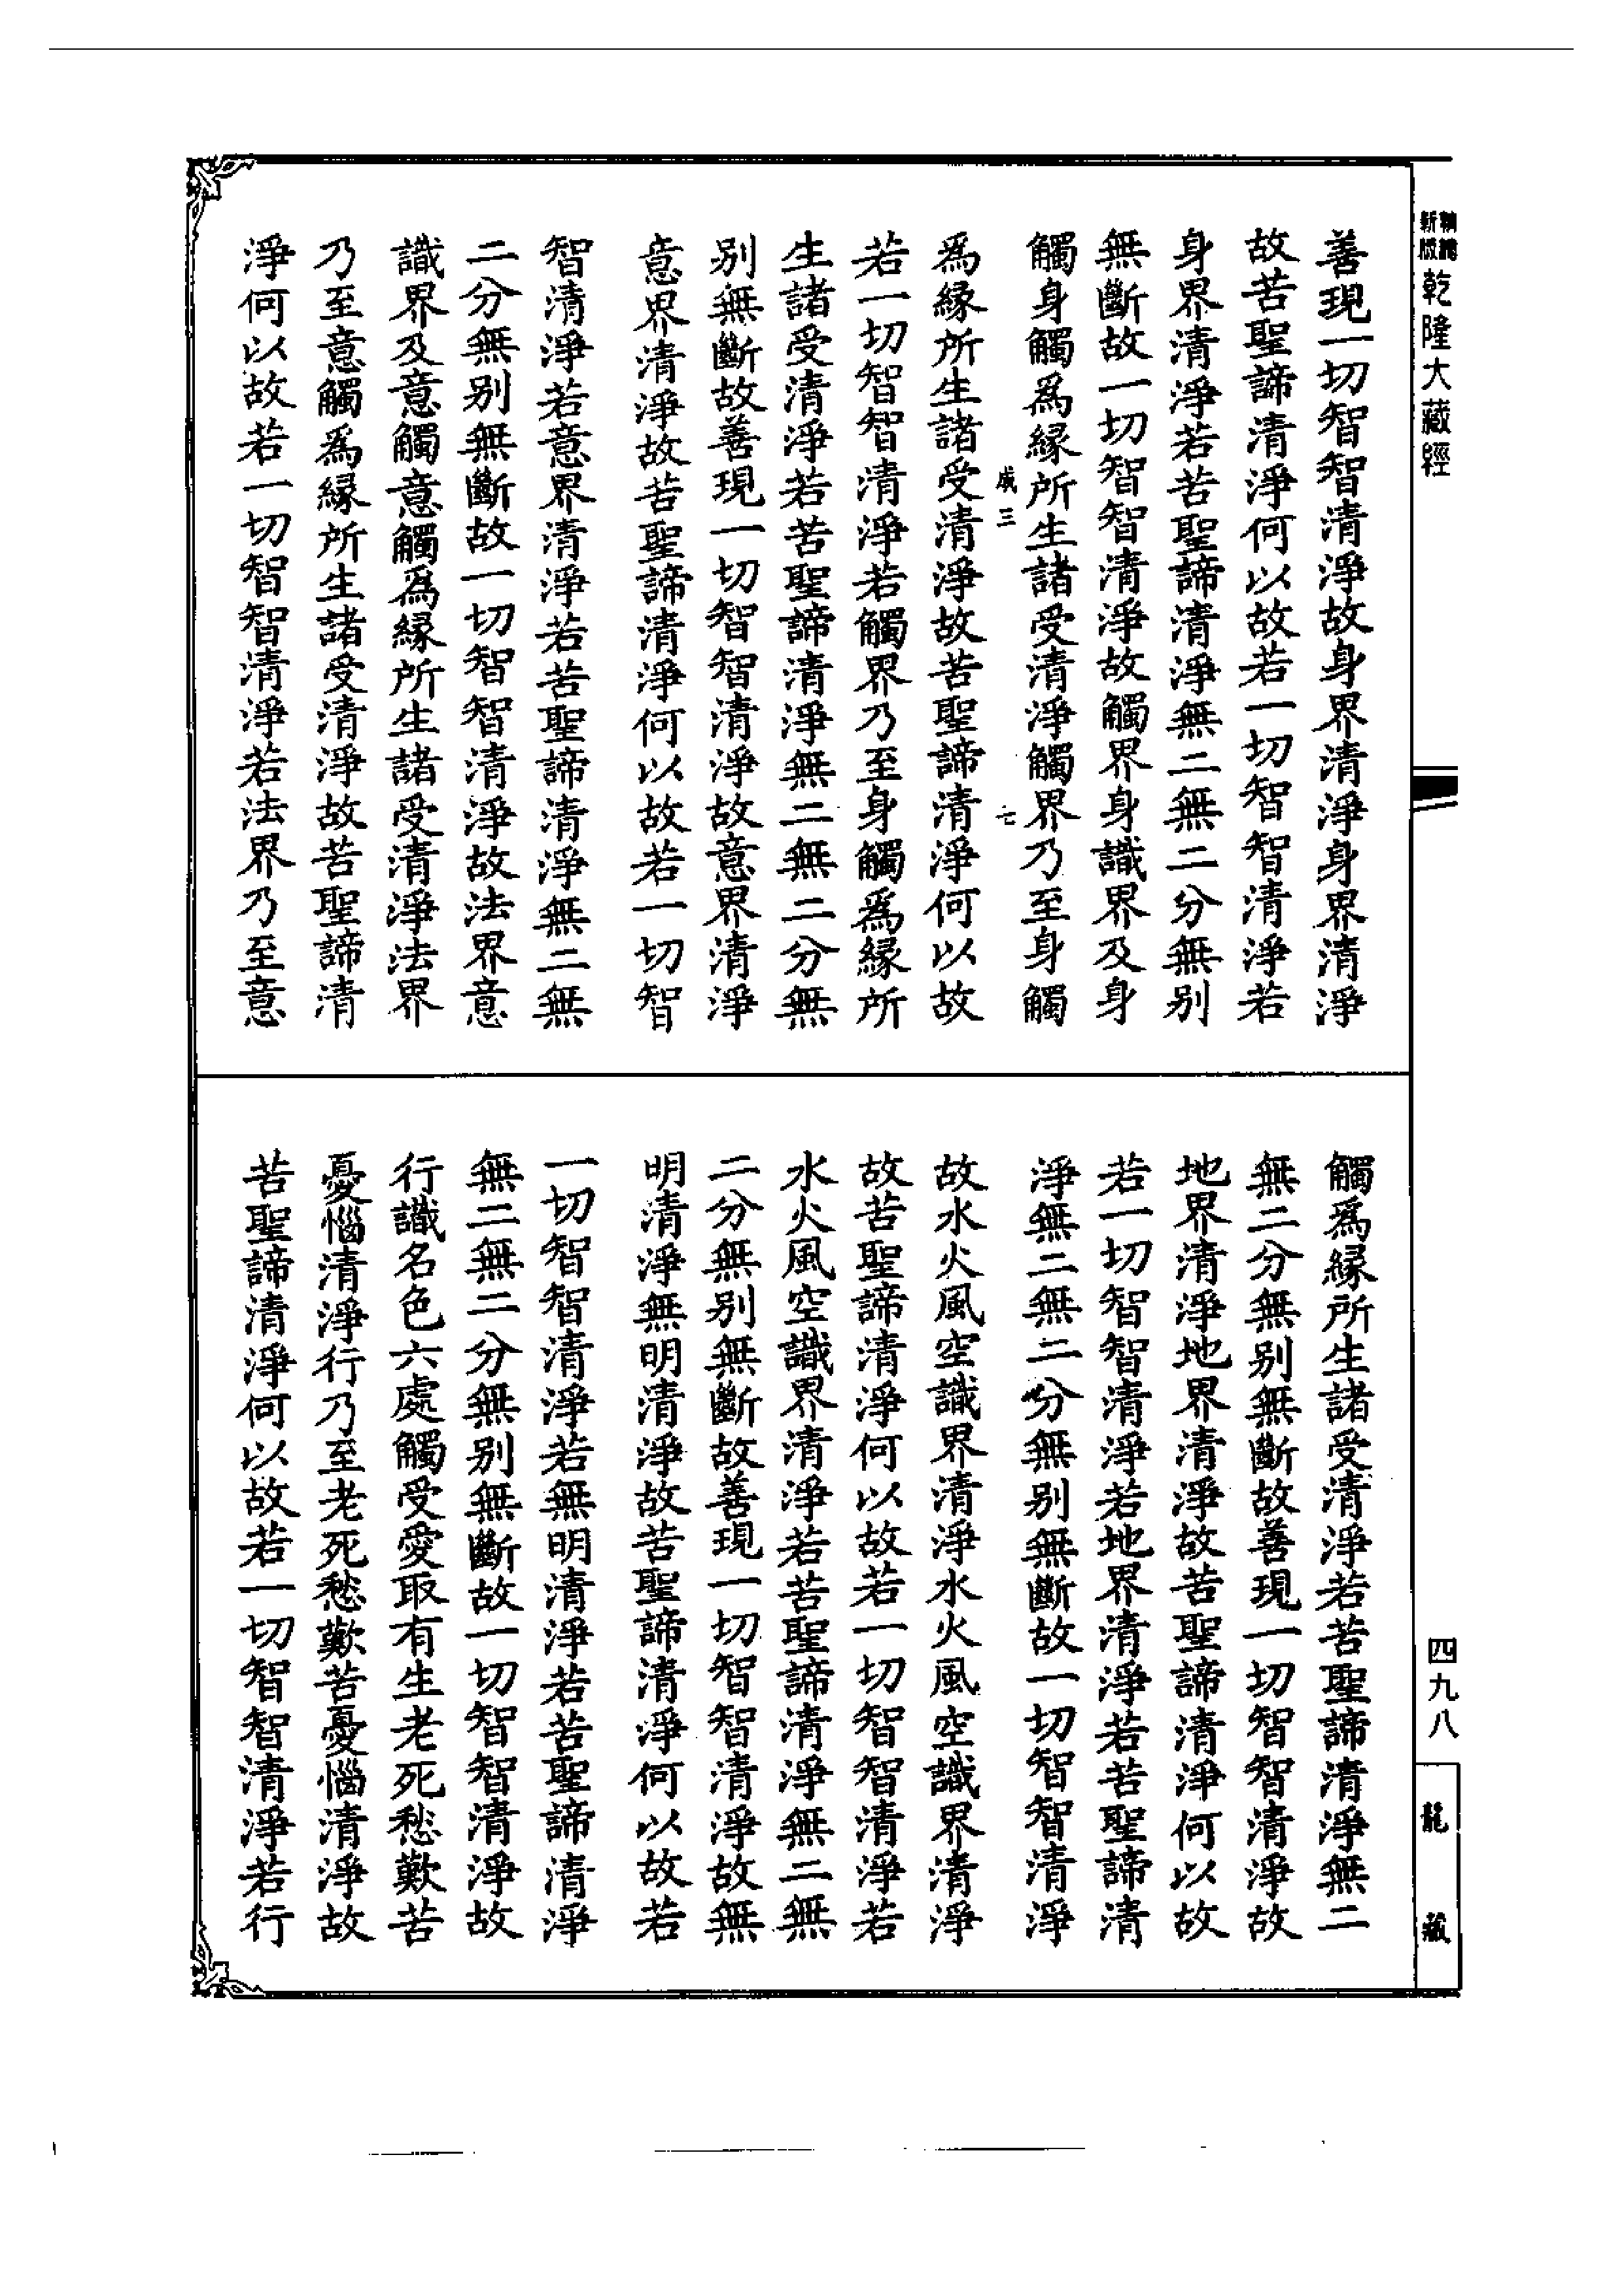 新版
乾隆大藏經
善現一切智智清淨故身界清淨身界清淨
故苦聖諦清淨何以故若一切智智清淨若
身界清淨若苦聖諦清淨無二無二分無別
無斷故一切智智清淨故觸界身識界及身
觸身觸爲緣所生諸受清淨觸界乃至身觸
咸三
七
爲緣所生諸受清淨故苦聖諦清淨何以故
若一切智智清淨若觸界乃至身觸爲緣所
生諸受清淨若苦聖諦清淨無二無二分無
別無斷故善現一切智智清淨故意界清淨
意界清淨故苦聖諦清淨何以故若一切智
智清淨若意界清淨若苦聖諦清淨無二無
二分無別無斷故一切智智清淨故法界意
識界及意觸意觸爲緣所生諸受清淨法界
乃至意觸爲緣所生諸受清淨故苦聖諦清
淨何以故若一切智智清淨若法界乃至意
觸爲緣所生諸受清淨若苦聖諦清淨無二
無二分無別無斷故善現一切智智清淨故
地界清淨地界清淨故苦聖諦清淨何以故
若一切智智清淨若地界清淨若苦聖諦清
淨無二無二分無別無斷故一切智智清淨
故水火風空識界清淨水火風空識界清淨
故苦聖諦清淨何以故若一切智智清淨若
水火風空識界清淨若苦聖諦清淨無二無
二分無別無斷故善現一切智智清淨故無
明清淨無明清淨故苦聖諦清淨何以故若
一切智智清淨若無明清淨若苦聖諦清淨
無二無二分無別無斷故一切智智清淨故
行識名色六處觸受愛取有生老死愁歎苦
憂惱清淨行乃至老死愁歎苦憂惱清淨故
苦聖諦清淨何以故若一切智智清淨若行
四九八
龍藏